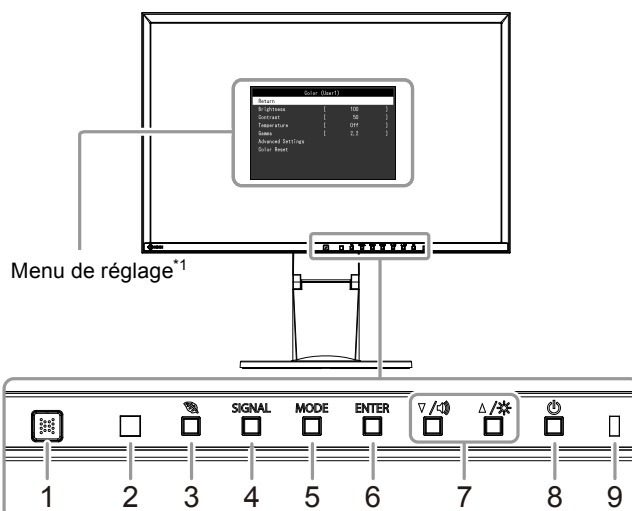 Color (User1)
Return
Brightness [ 100 ]
Contrast [ 50 ]
Temperature [ Off ]
Gamma [ 2.2 ]
Advanced Settings
Color Reset
Menu de réglage*1
SIGNAL MODE ENTER
1 2 3 4 5 6 7 8 9